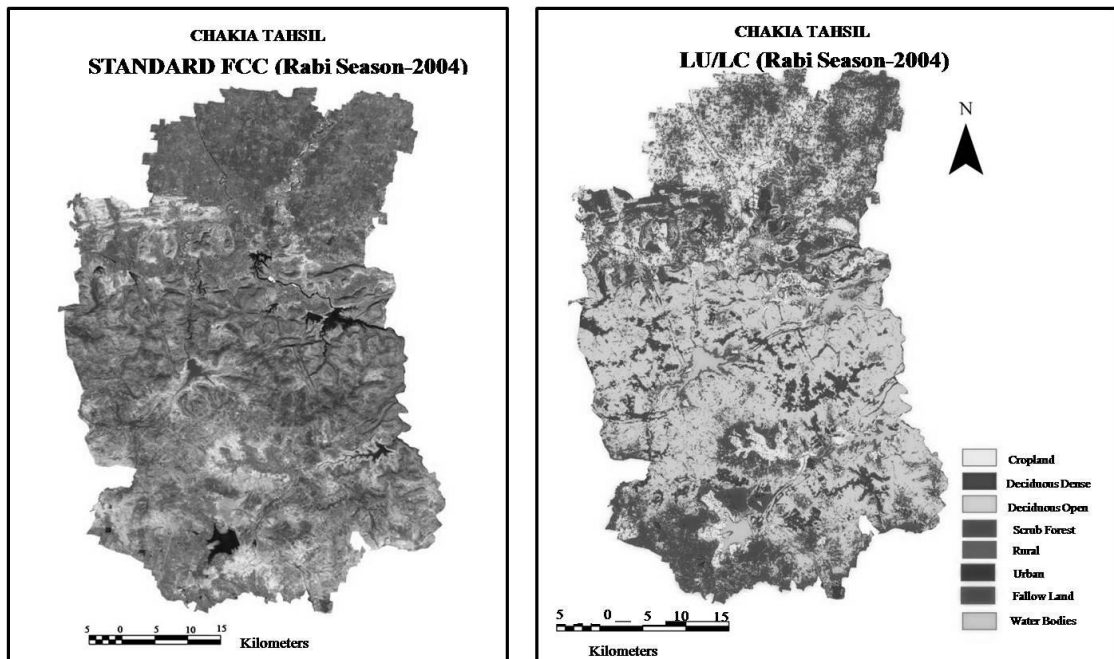 CHAKIA TAHSIL
STANDARD FCC (Rabi Season-2004)
5 0 5 10 15
Kilometers
CHAKIA TAHSIL
LU/LC (Rabi Season-2004)
N
Cropland
Deciduous Dense
Deciduous Open
Scrub Forest
Rural
Urban
Fallow Land
Water Bodies
5 0 5 10 15
Kilometers